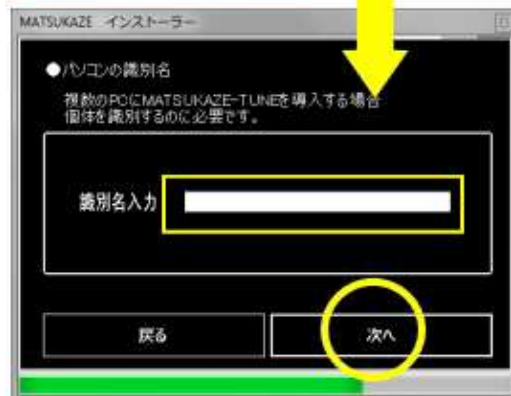 MATSUKAZE インストーラー
●パソコンの識別名
複数のPCにMATSUKAZE-TUNEを導入する場合
個体を識別するのに必要です。
識別名入力
戻る
次へ